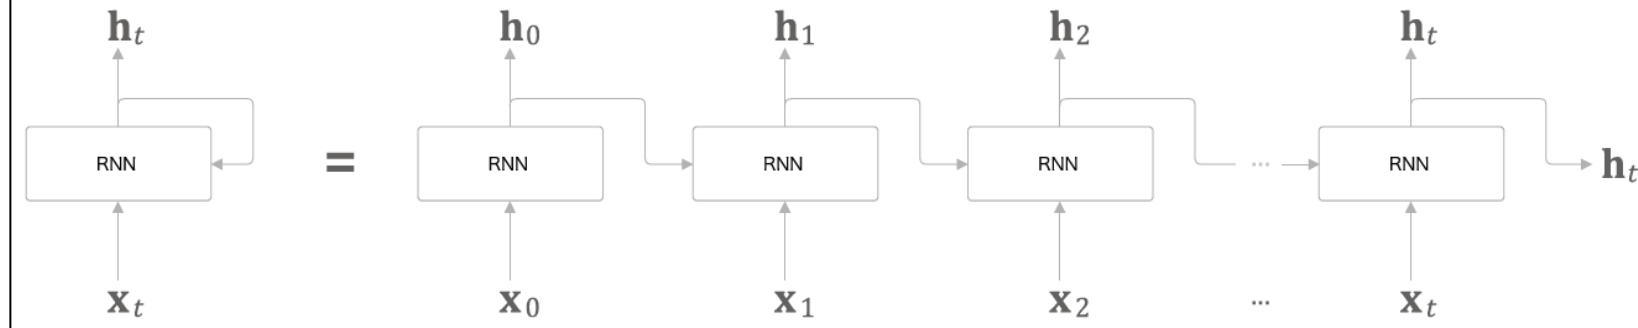 h_t h_0 h_1 h_2 h_t
RNN = RNN RNN RNN ... RNN h_t
x_t x_0 x_1 x_2 ... x_t